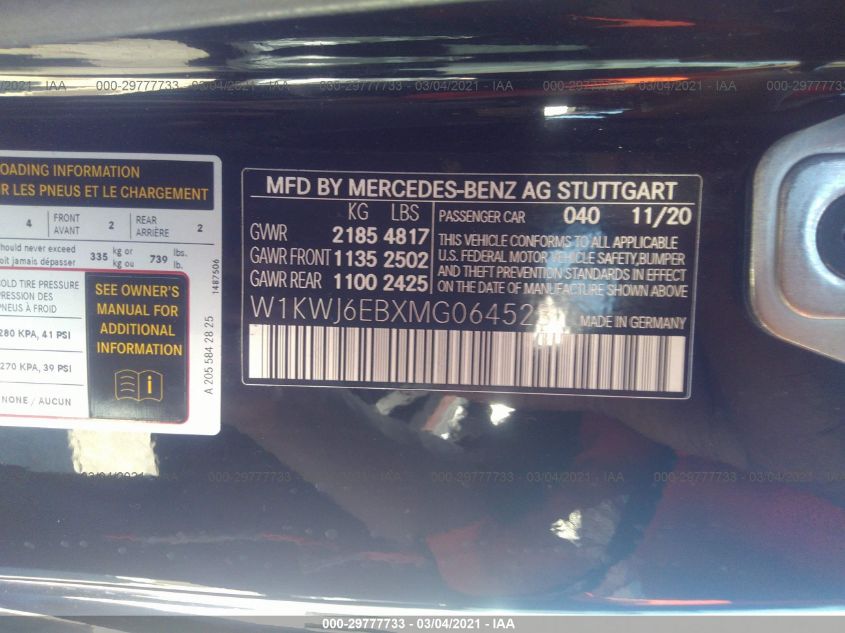 000-29777733 - 03/04/2021 - IAA
OADING INFORMATION
R LES PNEUS ET LE CHARGEMENT
4 FRONT AVANT 2 REAR ARRIÈRE 2
hould never exceed
oit jamais dépasser 335 kg or kg ou 739 lbs. lb.
OLD TIRE PRESSURE
PRESSION DES
PNEUS À FROID
280 KPA, 41 PSI
270 KPA, 39 PSI
NONE / AUCUN
SEE OWNER'S
MANUAL FOR
ADDITIONAL
INFORMATION
A 205 584 28 25
1487506
MFD BY MERCEDES-BENZ AG STUTTGART
KG LBS
GVWR 2185 4817
GAWR FRONT 1135 2502
GAWR REAR 1100 2425
PASSENGER CAR 040 11/20
THIS VEHICLE CONFORMS TO ALL APPLICABLE
U.S. FEDERAL MOTOR VEHICLE SAFETY,BUMPER
AND THEFT PREVENTION STANDARDS IN EFFECT
ON THE DATE OF MANUFACTURE SHOWN ABOVE.
MADE IN GERMANY
000-29777733 - 03/04/2021 - IAA
000-29777733 - 03/04/2021 - IAA